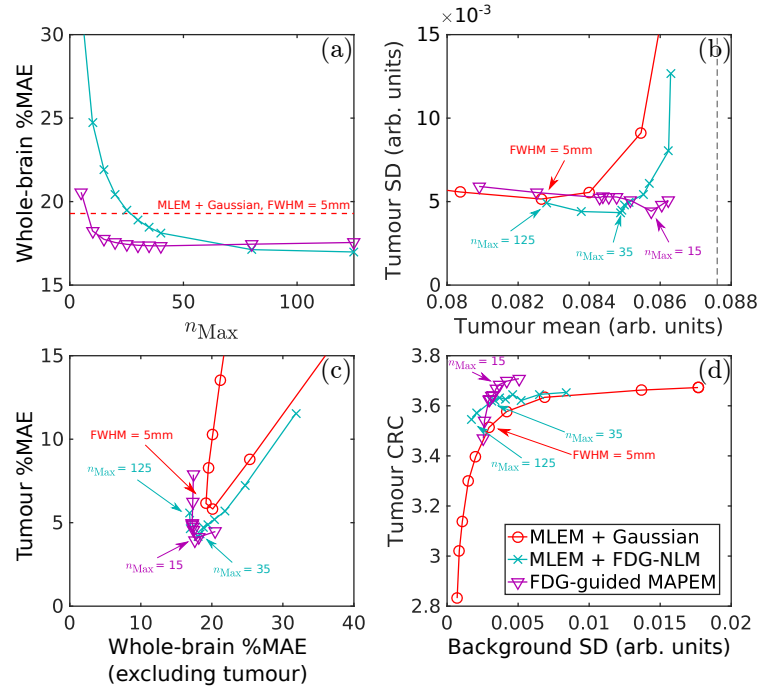 (a)
30
25
20
15
Whole-brain %MAE
MLEM + Gaussian, FWHM = 5mm
0
50
100
n_Max
(b)
×10⁻³
15
10
5
0
Tumour SD (arb. units)
FWHM = 5mm
n_Max = 125
n_Max = 35
n_Max = 15
0.08
0.082
0.084
0.086
0.088
Tumour mean (arb. units)
(c)
15
10
5
0
Tumour %MAE
FWHM = 5mm
n_Max = 125
n_Max = 15
n_Max = 35
0
10
20
30
40
Whole-brain %MAE
(excluding tumour)
(d)
3.8
3.6
3.4
3.2
3
2.8
Tumour CRC
n_Max = 15
n_Max = 35
n_Max = 125
FWHM = 5mm
MLEM + Gaussian
MLEM + FDG-NLM
FDG-guided MAPEM
0
0.005
0.01
0.015
0.02
Background SD (arb. units)